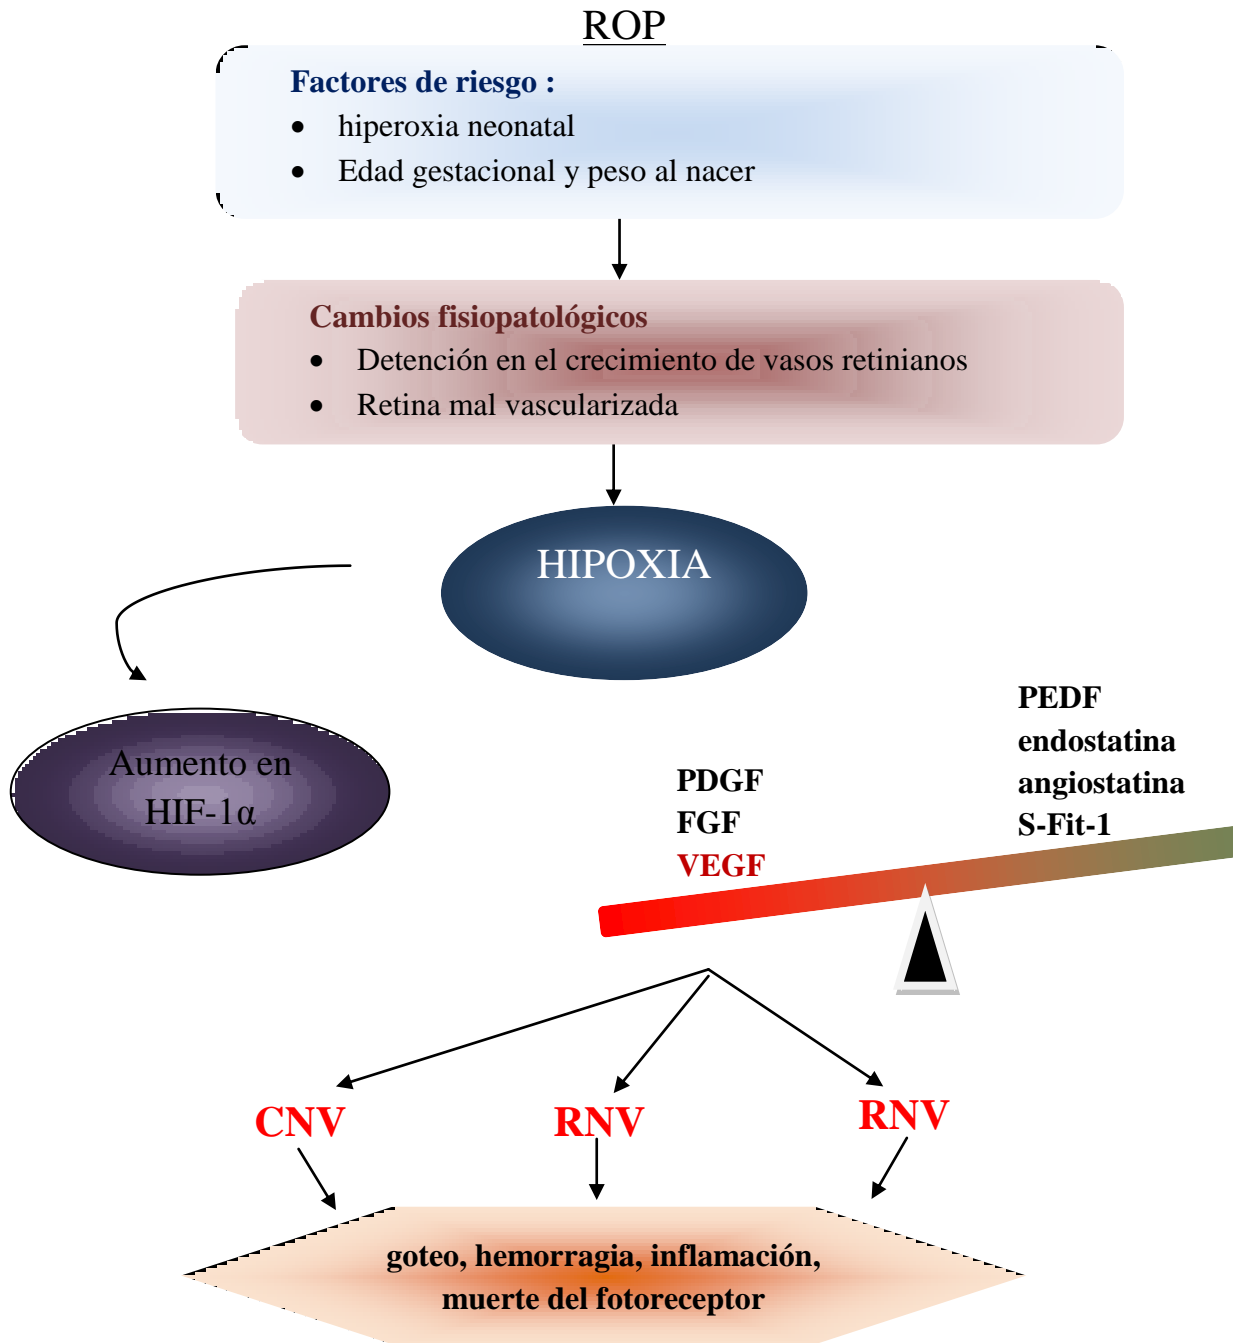 ROP
Factores de riesgo :
• hiperoxia neonatal
• Edad gestacional y peso al nacer
Cambios fisiopatológicos
• Detención en el crecimiento de vasos retinianos
• Retina mal vascularizada
HIPOXIA
Aumento en
HIF-1α
PDGF
FGF
VEGF
PEDF
endostatina
angiostatina
S-Fit-1
CNV
RNV
RNV
goteo, hemorragia, inflamación,
muerte del fotoreceptor